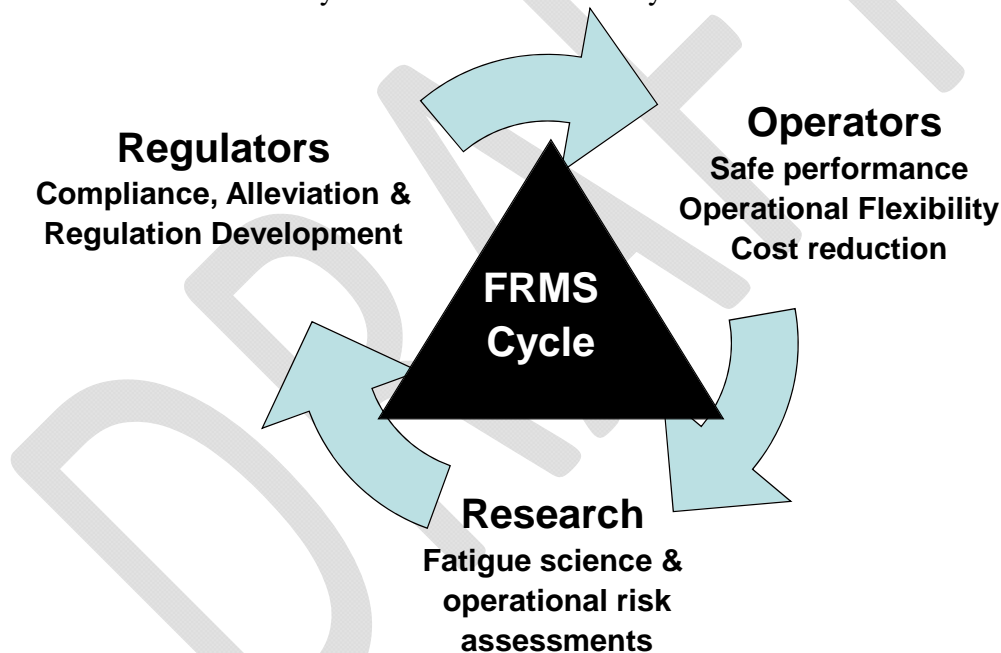 Regulators
Compliance, Alleviation &
Regulation Development
Operators
Safe performance
Operational Flexibility
Cost reduction
FRMS
Cycle
Research
Fatigue science &
operational risk
assessments
DRAFT